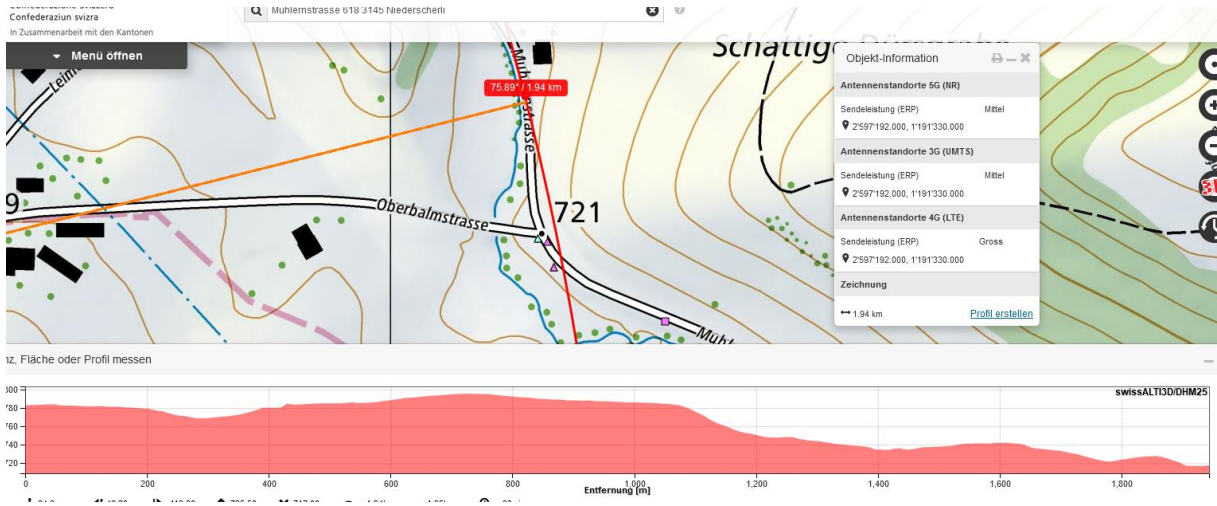 Confederaziun svizra
In Zusammenarbeit mit den Kantonen
Muhlernstrasse 618 3145 Niederscherli
Menü öffnen
Schattig
75.89° / 1.94 km
Oberbalmstrasse
721
9
Objekt-Information
Antennenstandorte 5G (NR)
Sendeleistung (ERP) Mittel
2'597'192.000, 1'191'330.000
Antennenstandorte 3G (UMTS)
Sendeleistung (ERP) Mittel
2'597'192.000, 1'191'330.000
Antennenstandorte 4G (LTE)
Sendeleistung (ERP) Gross
2'597'192.000, 1'191'330.000
Zeichnung
1.94 km Profil erstellen
Fläche oder Profil messen
swissALTI3D/DHM25
780
760
740
720
0 200 400 600 800 1,000 1,200 1,400 1,600 1,800
Entfernung [m]